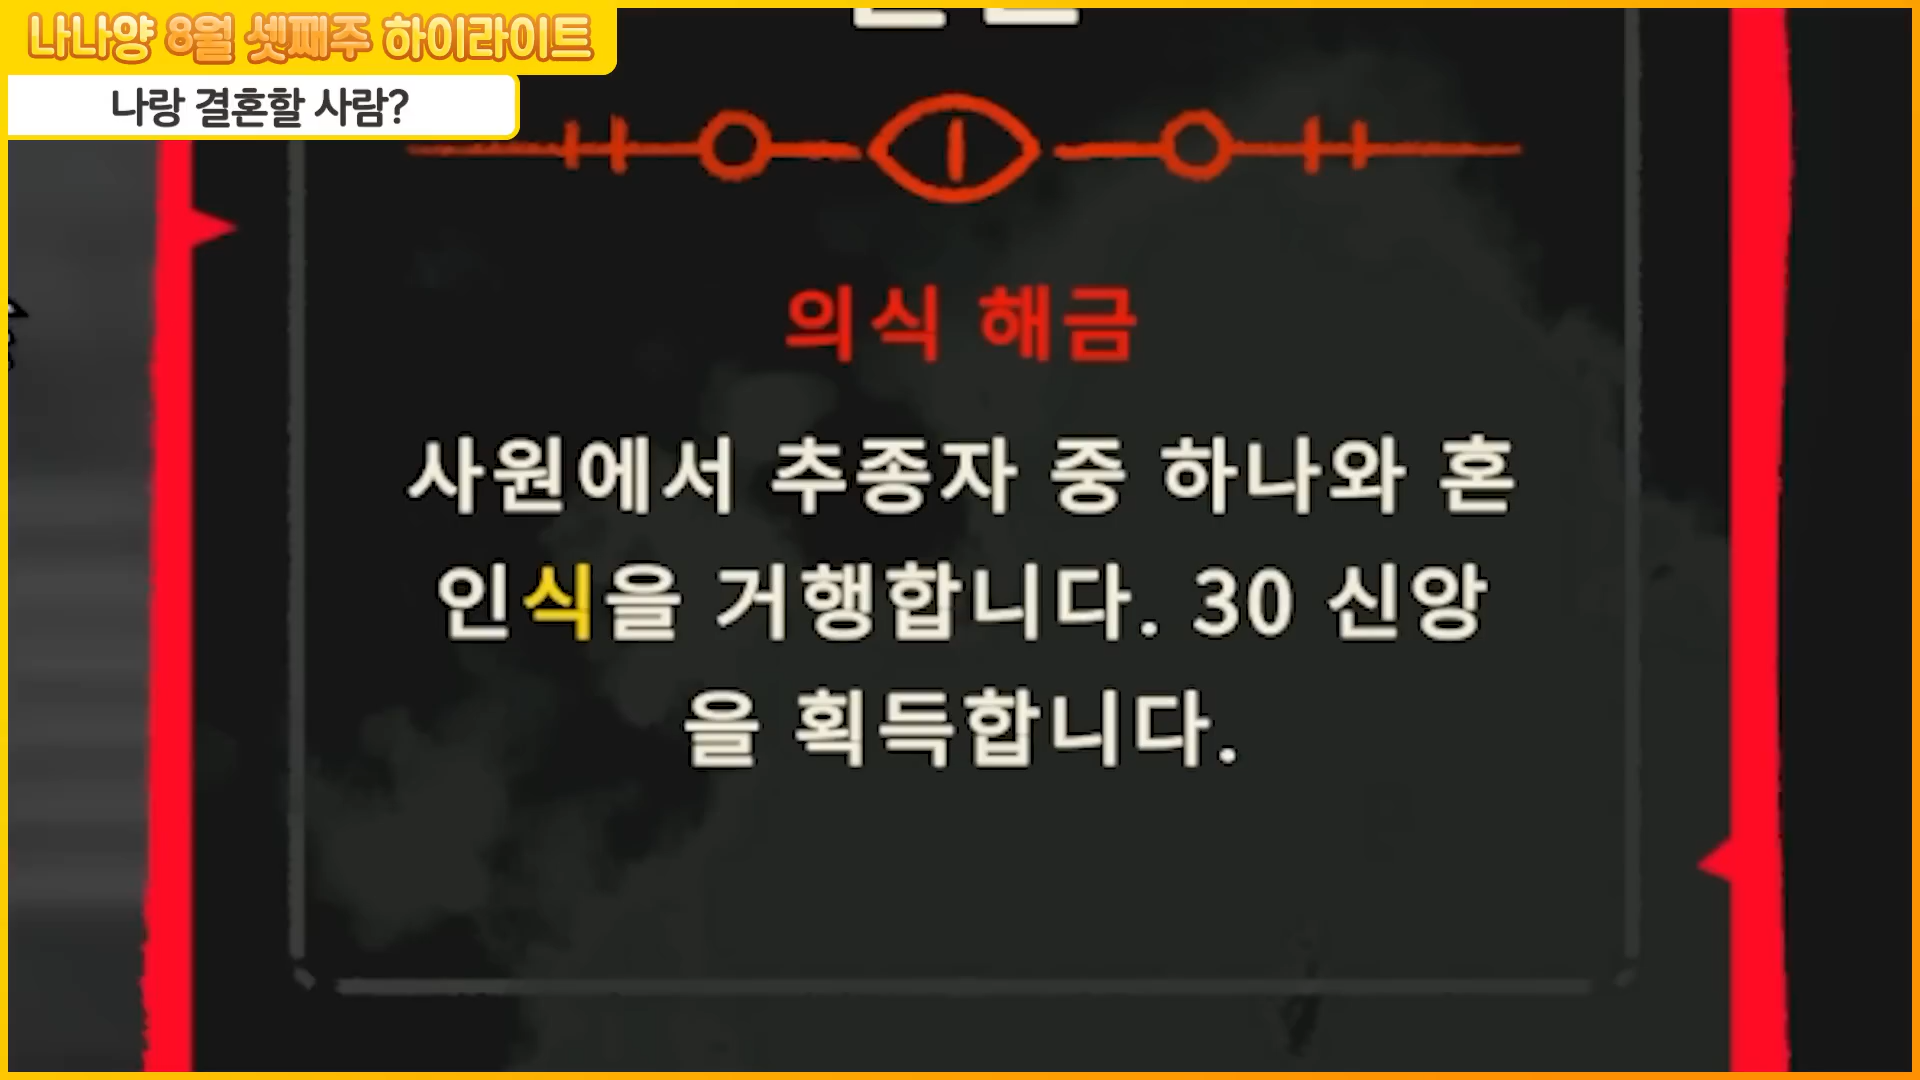 나나양 8월 셋째주 하이라이트
나랑 결혼할 사람?
의식 해금
사원에서 추종자 중 하나와 혼
인식을 거행합니다. 30 신앙
을 획득합니다.